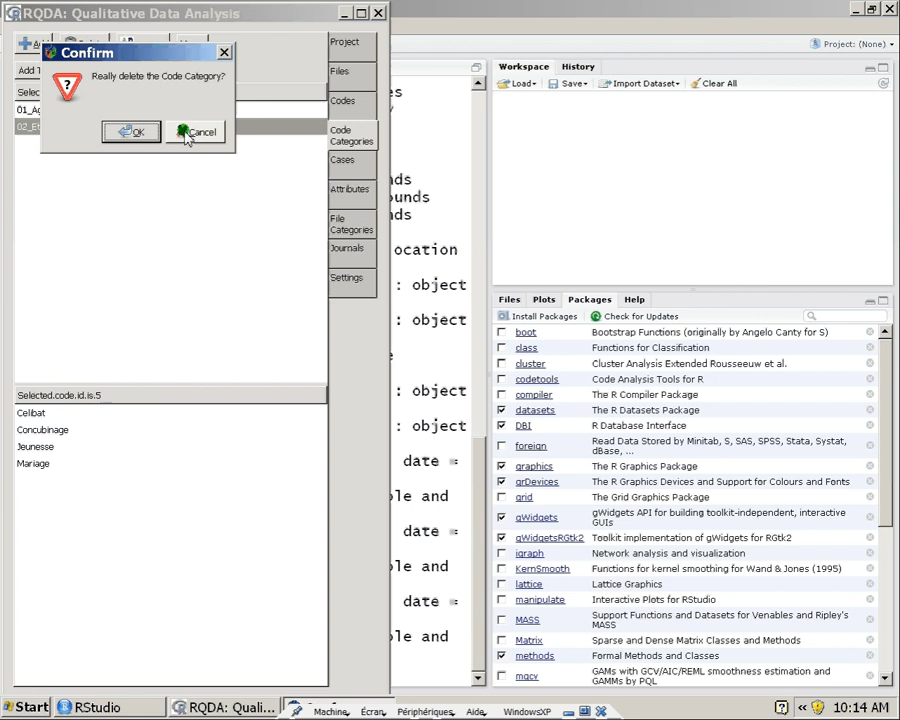 RQDA: Qualitative Data Analysis
Project: (None)
Confirm
Really delete the Code Category?
OK
Cancel
Selec
01_A
Project
Files
Codes
Code
Categories
Cases
Attributes
File
Categories
Journals
Settings
Selected.code.id.is.5
Celibat
Concubinage
Jeunesse
Mariage
es
nds
ounds
nds
ocation
: object
: object
e
: object
: object
date =
ple and
date =
ble and
date =
ble and
Workspace
History
Load
Save
Import Dataset
Clear All
Files
Plots
Packages
Help
Install Packages
Check for Updates
boot Bootstrap Functions (originally by Angelo Canty for S)
class Functions for Classification
cluster Cluster Analysis Extended Rousseeuw et al.
codetools Code Analysis Tools for R
compiler The R Compiler Package
datasets The R Datasets Package
DBI R Database Interface
foreign Read Data Stored by Minitab, S, SAS, SPSS, Stata, Systat,
dBase, ...
graphics The R Graphics Package
grDevices The R Graphics Devices and Support for Colours and Fonts
grid The Grid Graphics Package
gWidgets gWidgets API for building toolkit-independent, interactive
GUIs
gWidgetsRGtk2 Toolkit implementation of gWidgets for RGtk2
igraph Network analysis and visualization
KernSmooth Functions for kernel smoothing for Wand & Jones (1995)
lattice Lattice Graphics
manipulate Interactive Plots for RStudio
MASS Support Functions and Datasets for Venables and Ripley's
MASS
Matrix Sparse and Dense Matrix Classes and Methods
methods Formal Methods and Classes
mgcv GAMs with GCV/AIC/REML smoothness estimation and
GAMMs by PQL
Start
RStudio
RQDA: Quali...
10:14 AM
Machine
Écran
Périphériques
Aide
WindowsXP